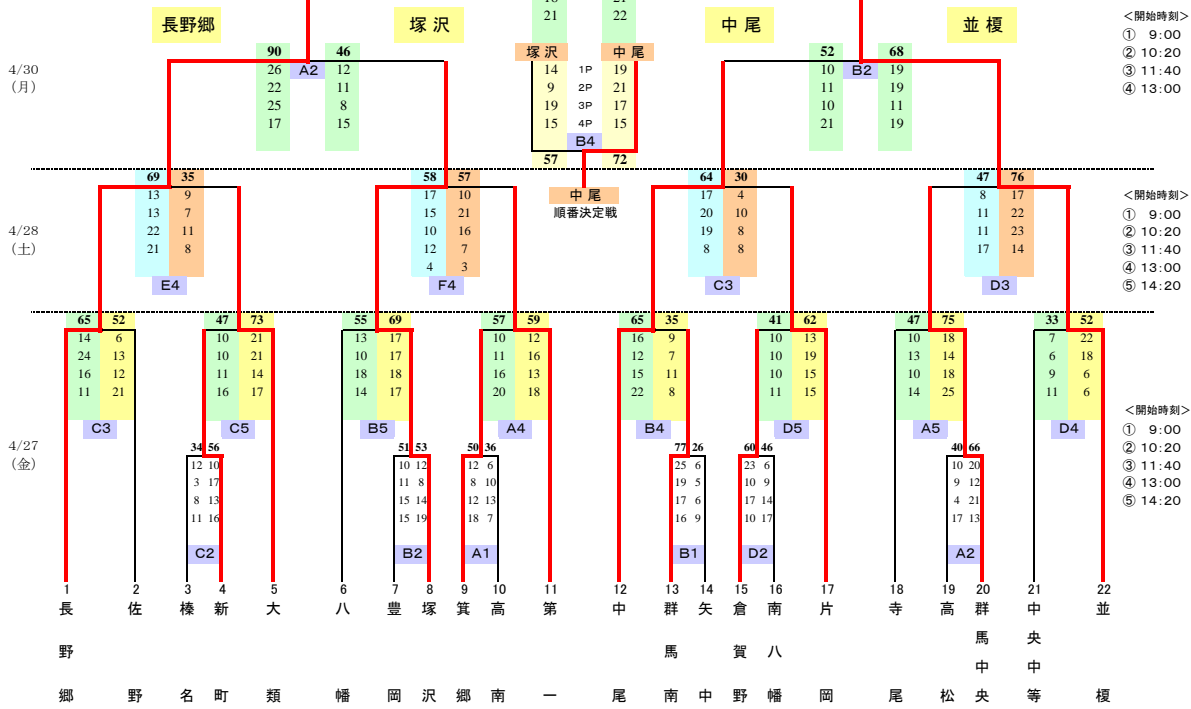 18 21
21 22
長野郷 塚沢 中尾 並榎
＜開始時刻＞
① 9:00
② 10:20
③ 11:40
④ 13:00
4/30
（月）
90 46
26 A2 12
22 11
25 8
17 15
塚沢 中尾
14 1P 19
9 2P 21
19 3P 17
15 4P 15
B4
57 72
中尾
順番決定戦
52 68
10 B2 19
11 19
10 11
21 19
4/28
（土）
69 35
13 9
13 7
22 11
21 8
E4
58 57
17 10
15 21
10 16
12 7
4 3
F4
64 30
17 4
20 10
19 8
8 8
C3
47 76
8 17
11 22
11 23
17 14
D3
＜開始時刻＞
① 9:00
② 10:20
③ 11:40
④ 13:00
⑤ 14:20
4/27
（金）
65 52
14 6
24 13
16 12
11 21
C3
47 73
10 21
10 21
11 14
16 17
C5
55 69
13 17
10 17
18 18
14 17
B5
57 59
10 12
11 16
16 13
20 18
A4
65 35
16 9
12 7
15 11
22 8
B4
41 62
10 13
10 19
10 15
11 15
D5
47 75
10 18
13 14
10 18
14 25
A5
33 52
7 22
6 18
9 6
11 6
D4
＜開始時刻＞
① 9:00
② 10:20
③ 11:40
④ 13:00
⑤ 14:20
34 56
12 10
3 17
8 13
11 16
C2
51 53
10 12
11 8
15 14
15 19
B2
50 36
12 6
8 10
12 13
18 7
A1
77 26
25 6
19 5
17 6
16 9
B1
60 46
23 6
10 9
17 14
10 17
D2
40 66
10 20
9 12
4 21
17 13
A2
1 長野郷
2 佐野
3 榛名
4 新町
5 大類
6 八幡
7 豊岡
8 塚沢
9 箕郷
10 高南
11 第一
12 中尾
13 群馬南
14 矢中
15 倉賀野
16 南八幡
17 片岡
18 寺尾
19 高松
20 群馬中央
21 中央中等
22 並榎